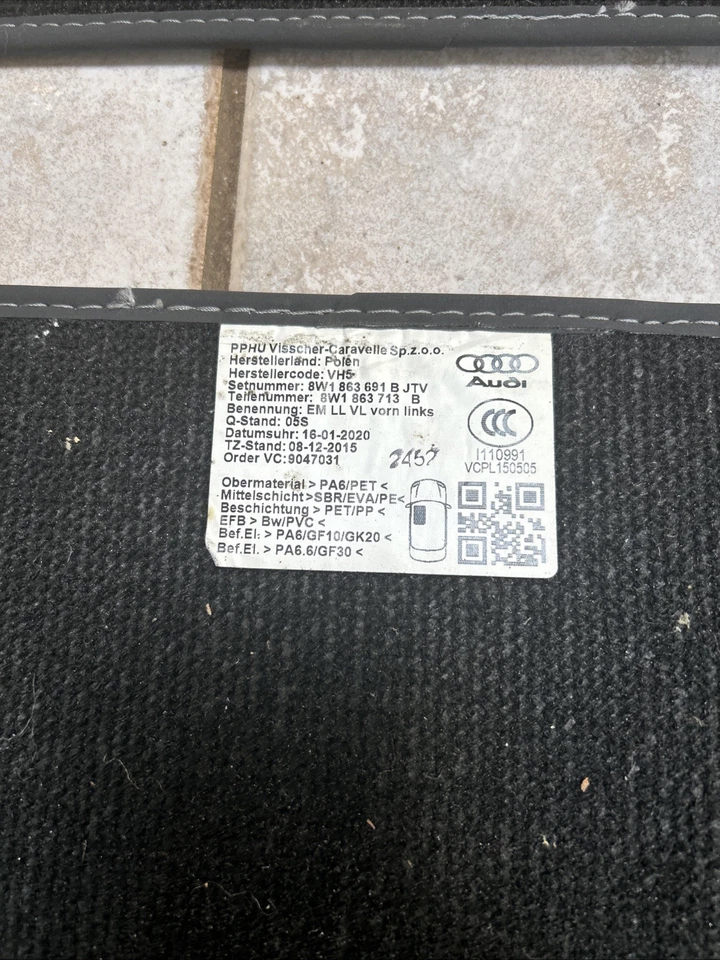 PPHU Visscher-Caravelle Sp.z.o.o.
Herstellerland: Polen
Herstellercode: VH5
Setnummer: 8W1 863 691 B JTV
Teilenummer: 8W1 863 713 B
Benennung: EM LL VL vorn links
Q-Stand: 05S
Datumsuhr: 16-01-2020
TZ-Stand: 08-12-2015
Order VC:9047031
2457
Audi
CCC
I110991
VCPL150505
Obermaterial > PA6/PET <
Mittelschicht>SBR/EVA/PE<
Beschichtung > PET/PP <
EFB > Bw/PVC <
Bef.El. > PA6/GF10/GK20 <
Bef.El. > PA6.6/GF30 <